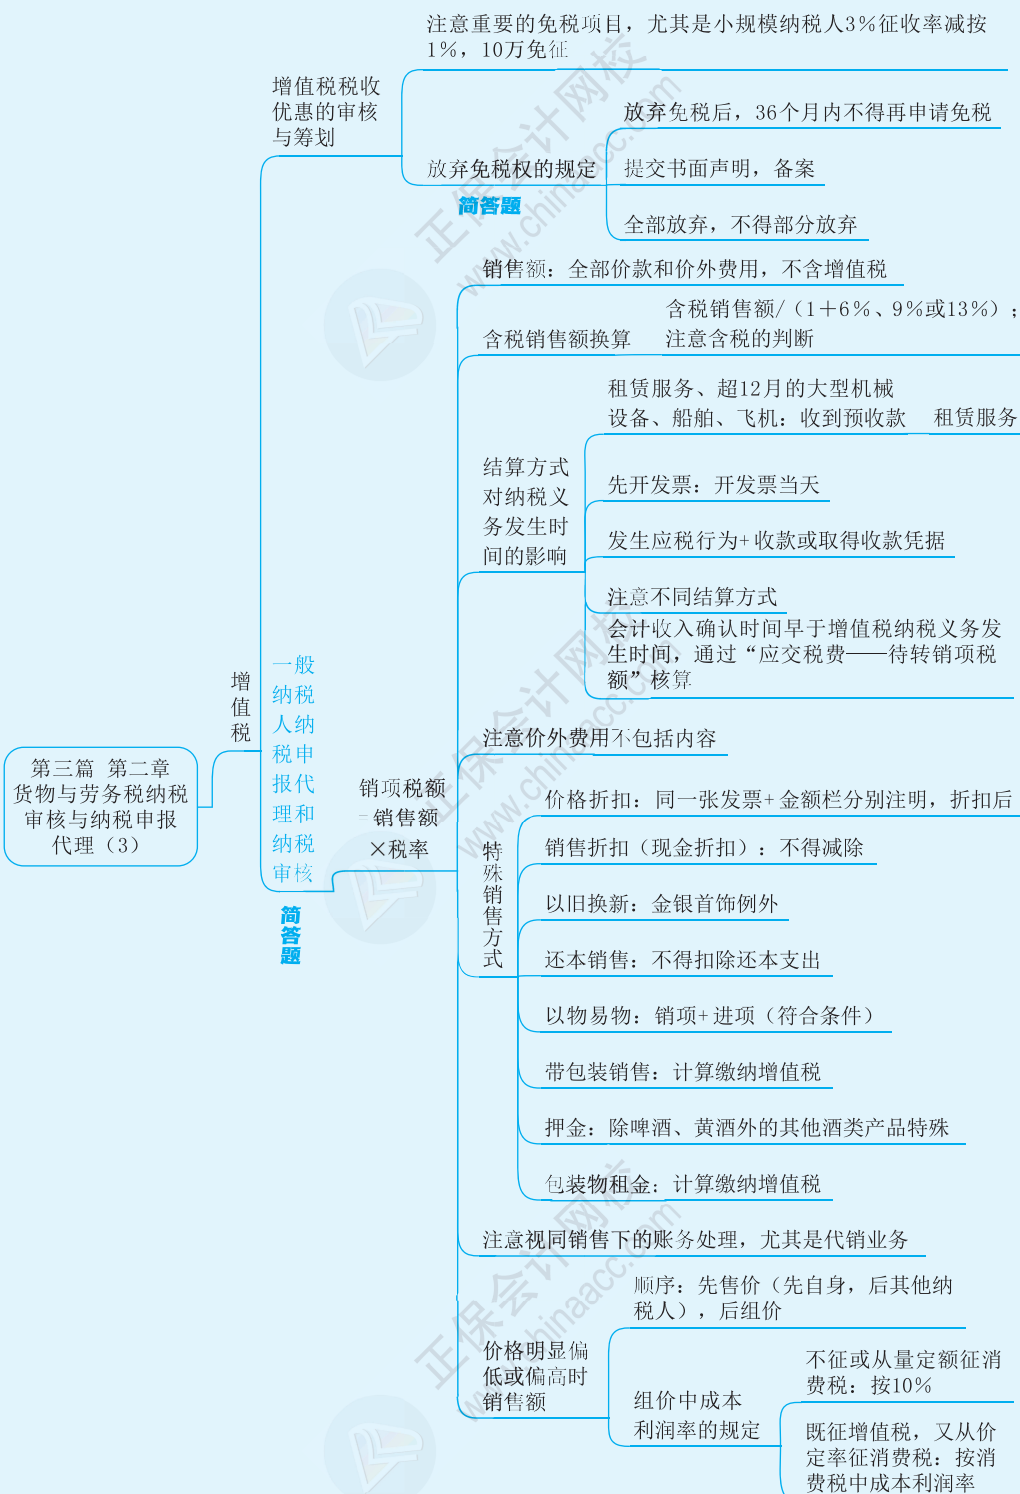 第三篇 第二章
货物与劳务税纳税
审核与纳税申报
代理（3）
增
值
税
增值税税收
优惠的审核
与筹划
注意重要的免税项目，尤其是小规模纳税人3%征收率减按
1%，10万免征
放弃免税权的规定
简答题
放弃免税后，36个月内不得再申请免税
提交书面声明，备案
全部放弃，不得部分放弃
一般
纳税
人纳
税申
报代
理和
纳税
审核
简
答
题
销项税额
=销售额
×税率
销售额：全部价款和价外费用，不含增值税
含税销售额换算
含税销售额/（1+6%、9%或13%）；
注意含税的判断
结算方式
对纳税义
务发生时
间的影响
租赁服务、超12月的大型机械
设备、船舶、飞机：收到预收款
租赁服务
先开发票：开发票当天
发生应税行为+收款或取得收款凭据
注意不同结算方式
会计收入确认时间早于增值税纳税义务发
生时间，通过“应交税费——待转销项税
额”核算
注意价外费用不包括内容
特
殊
销
售
方
式
价格折扣：同一张发票+金额栏分别注明，折扣后
销售折扣（现金折扣）：不得减除
以旧换新：金银首饰例外
还本销售：不得扣除还本支出
以物易物：销项+进项（符合条件）
带包装销售：计算缴纳增值税
押金：除啤酒、黄酒外的其他酒类产品特殊
包装物租金：计算缴纳增值税
注意视同销售下的账务处理，尤其是代销业务
价格明显偏
低或偏高时
销售额
顺序：先售价（先自身，后其他纳
税人），后组价
组价中成本
利润率的规定
不征或从量定额征消
费税：按10%
既征增值税，又从价
定率征消费税：按消
费税中成本利润率
正保会计网校
www.chinaacc.com
正保会计网校
www.chinaacc.com
正保会计网校
www.chinaacc.com